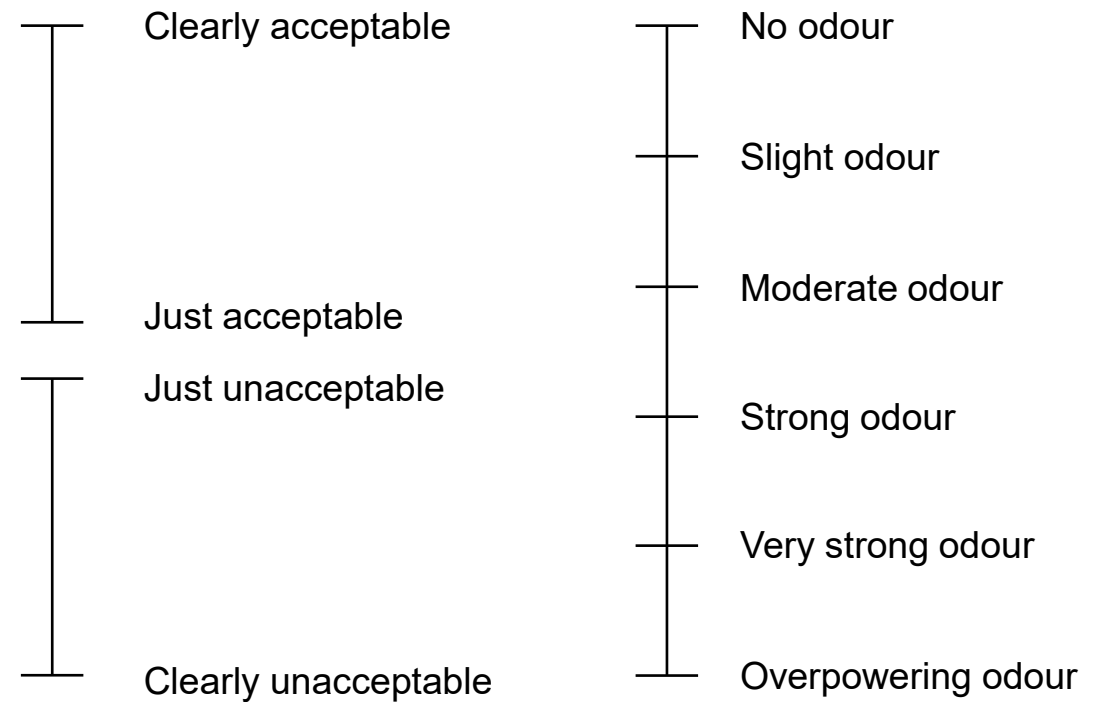 Clearly acceptable
Just acceptable
Just unacceptable
Clearly unacceptable
No odour
Slight odour
Moderate odour
Strong odour
Very strong odour
Overpowering odour